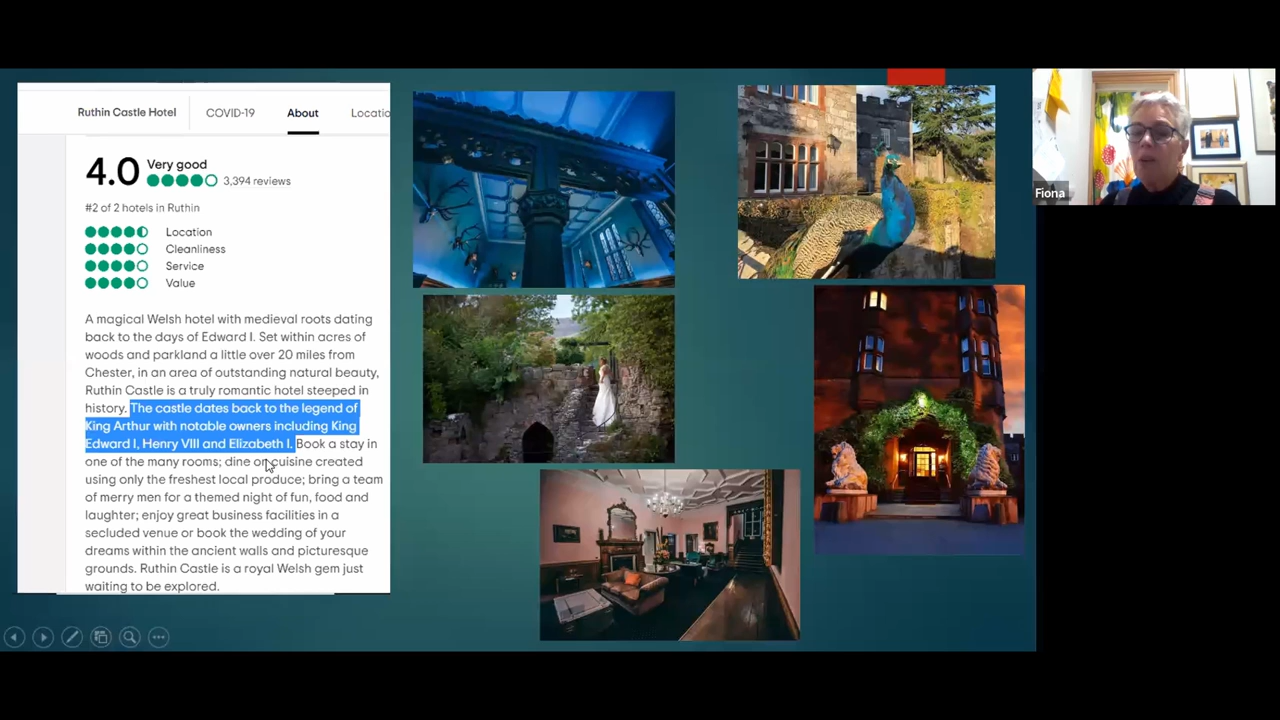 Ruthin Castle Hotel COVID-19 About Locatio
4.0 Very good
3,394 reviews
#2 of 2 hotels in Ruthin
Location
Cleanliness
Service
Value
A magical Welsh hotel with medieval roots dating
back to the days of Edward I. Set within acres of
woods and parkland a little over 20 miles from
Chester, in an area of outstanding natural beauty,
Ruthin Castle is a truly romantic hotel steeped in
history. The castle dates back to the legend of
King Arthur with notable owners including King
Edward I, Henry VIII and Elizabeth I. Book a stay in
one of the many rooms; dine on cuisine created
using only the freshest local produce; bring a team
of merry men for a themed night of fun, food and
laughter; enjoy great business facilities in a
secluded venue or book the wedding of your
dreams within the ancient walls and picturesque
grounds. Ruthin Castle is a royal Welsh gem just
waiting to be explored.
Fiona